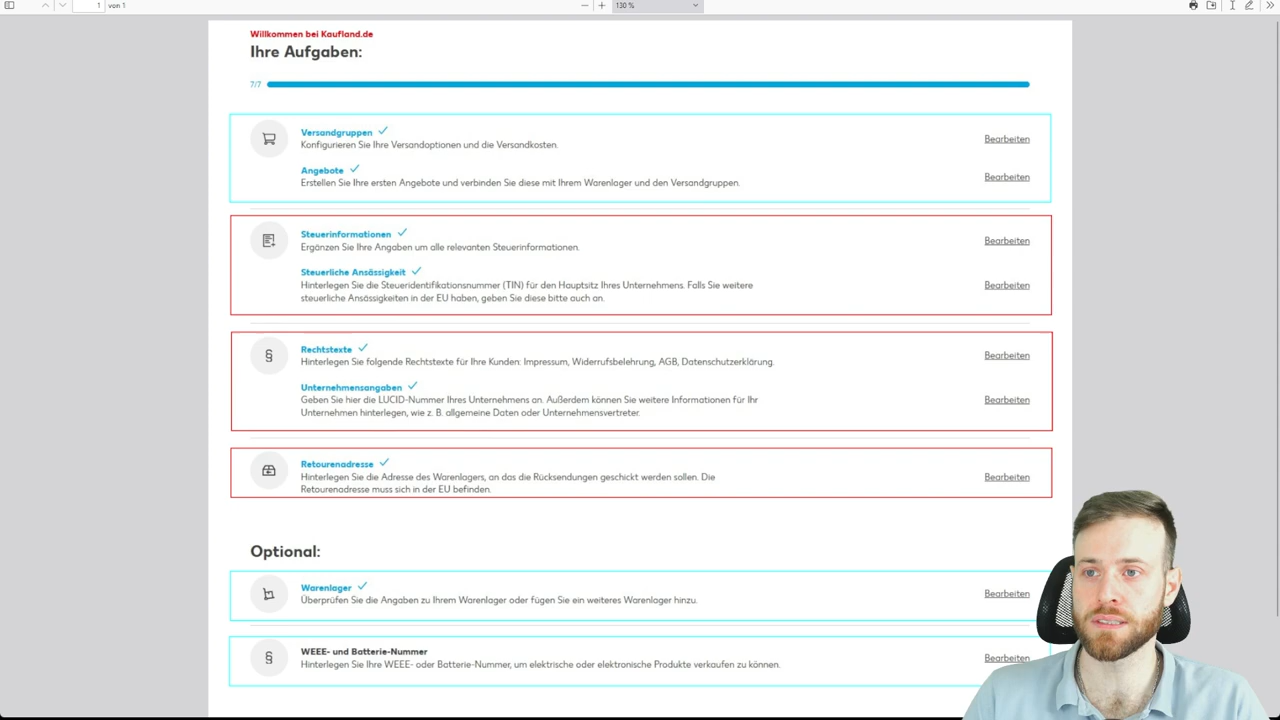 1 von 1 130 %
Willkommen bei Kaufland.de
Ihre Aufgaben:
7/7
Versandgruppen
Konfigurieren Sie Ihre Versandoptionen und die Versandkosten.
Bearbeiten
Angebote
Erstellen Sie Ihre ersten Angebote und verbinden Sie diese mit Ihrem Warenlager und den Versandgruppen.
Bearbeiten
Steuerinformationen
Ergänzen Sie Ihre Angaben um alle relevanten Steuerinformationen.
Bearbeiten
Steuerliche Ansässigkeit
Hinterlegen Sie die Steueridentifikationsnummer (TIN) für den Hauptsitz Ihres Unternehmens. Falls Sie weitere
steuerliche Ansässigkeiten in der EU haben, geben Sie diese bitte auch an.
Bearbeiten
§
Rechtstexte
Hinterlegen Sie folgende Rechtstexte für Ihre Kunden: Impressum, Widerrufsbelehrung, AGB, Datenschutzerklärung.
Bearbeiten
Unternehmensangaben
Geben Sie hier die LUCID-Nummer Ihres Unternehmens an. Außerdem können Sie weitere Informationen für Ihr
Unternehmen hinterlegen, wie z. B. allgemeine Daten oder Unternehmensvertreter.
Bearbeiten
Retourenadresse
Hinterlegen Sie die Adresse des Warenlagers, an das die Rücksendungen geschickt werden sollen. Die
Retourenadresse muss sich in der EU befinden.
Bearbeiten
Optional:
Warenlager
Überprüfen Sie die Angaben zu Ihrem Warenlager oder fügen Sie ein weiteres Warenlager hinzu.
Bearbeiten
§
WEEE- und Batterie-Nummer
Hinterlegen Sie Ihre WEEE- oder Batterie-Nummer, um elektrische oder elektronische Produkte verkaufen zu können.
Bearbeiten